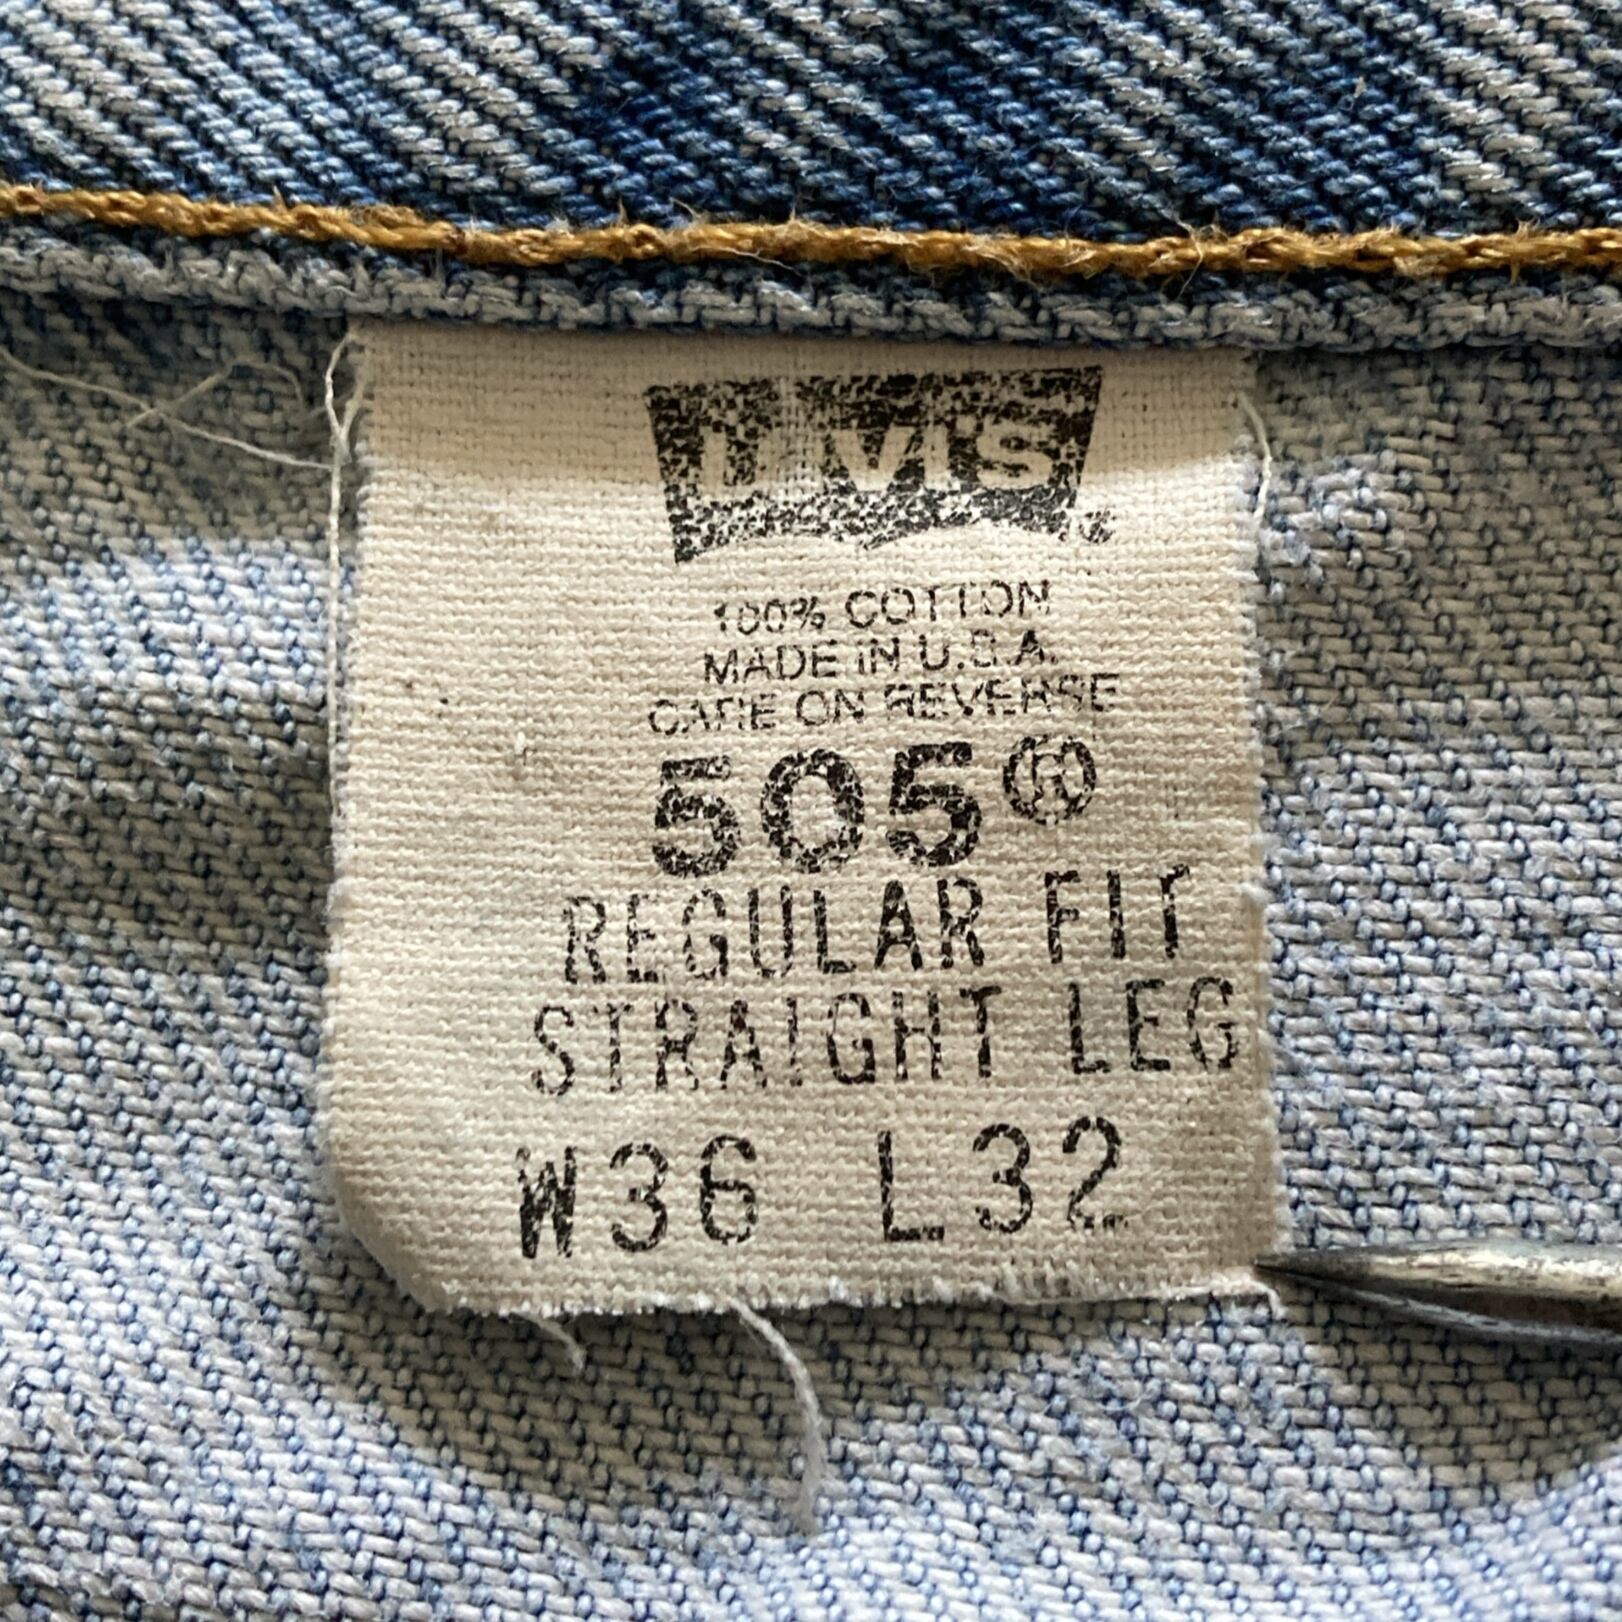 LEVI'S ®
100% COTTON
MADE IN U.S.A.
CARE ON REVERSE
505®
REGULAR FIT
STRAIGHT LEG
W36 L32